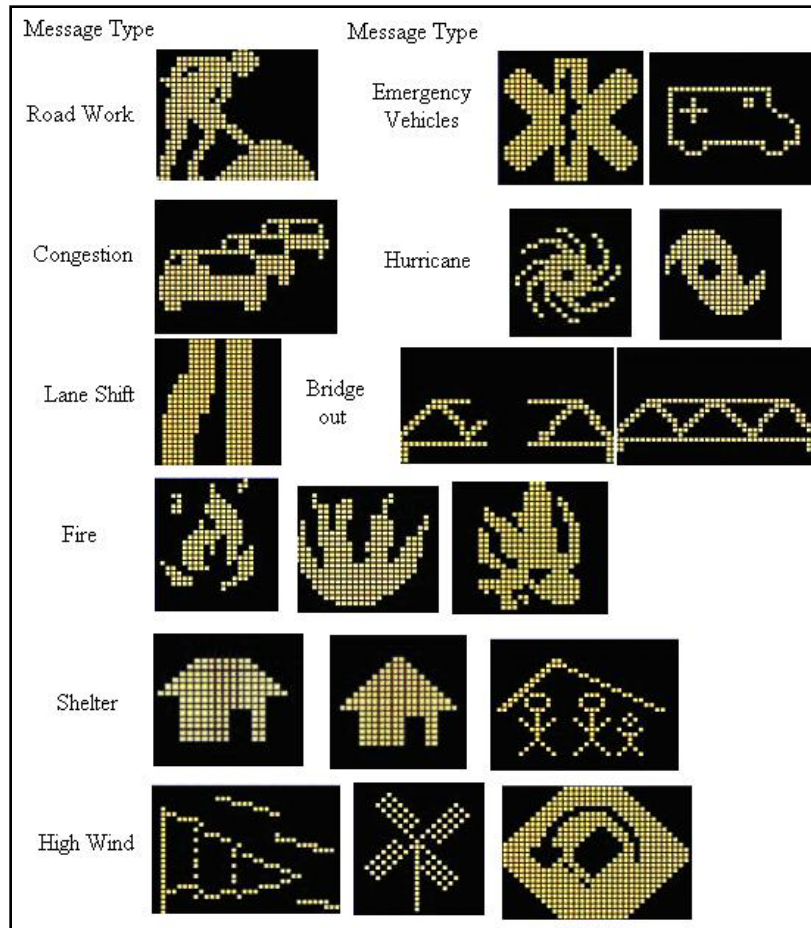 Message Type
Message Type
Road Work
Emergency
Vehicles
Congestion
Hurricane
Lane Shift
Bridge
out
Fire
Shelter
High Wind